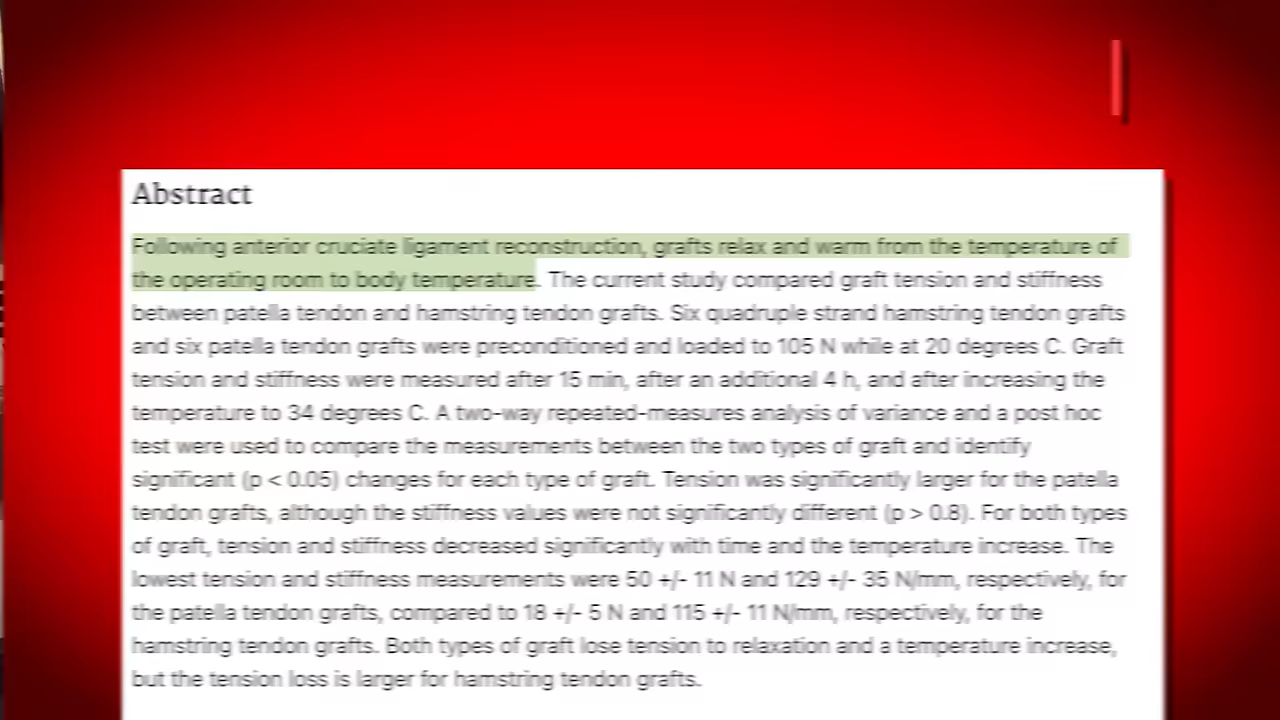 Abstract
Following anterior cruciate ligament reconstruction, grafts relax and warm from the temperature of
the operating room to body temperature. The current study compared graft tension and stiffness
between patella tendon and hamstring tendon grafts. Six quadruple strand hamstring tendon grafts
and six patella tendon grafts were preconditioned and loaded to 105 N while at 20 degrees C. Graft
tension and stiffness were measured after 15 min, after an additional 4 h, and after increasing the
temperature to 34 degrees C. A two-way repeated-measures analysis of variance and a post hoc
test were used to compare the measurements between the two types of graft and identify
significant (p < 0.05) changes for each type of graft. Tension was significantly larger for the patella
tendon grafts, although the stiffness values were not significantly different (p > 0.8). For both types
of graft, tension and stiffness decreased significantly with time and the temperature increase. The
lowest tension and stiffness measurements were 50 +/- 11 N and 129 +/- 35 N/mm, respectively, for
the patella tendon grafts, compared to 18 +/- 5 N and 115 +/- 11 N/mm, respectively, for the
hamstring tendon grafts. Both types of graft lose tension to relaxation and a temperature increase,
but the tension loss is larger for hamstring tendon grafts.